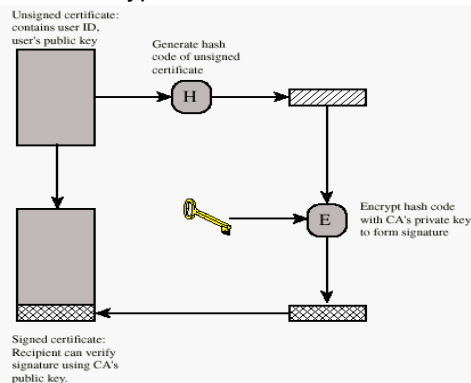 Unsigned certificate:
contains user ID,
user's public key
Generate hash
code of unsigned
certificate
H
E
Encrypt hash code
with CA's private key
to form signature
Signed certificate:
Recipient can verify
signature using CA's
public key.